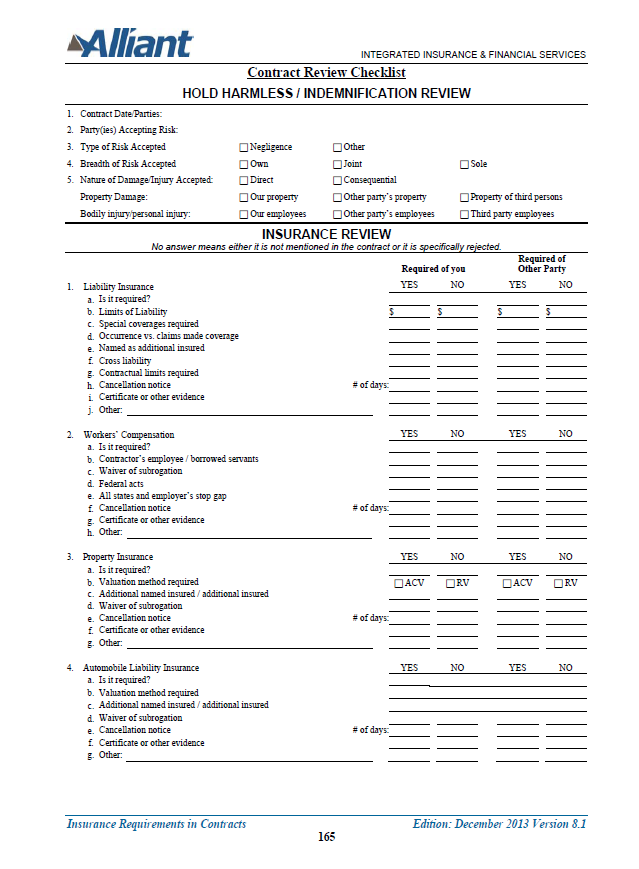 Alliant
INTEGRATED INSURANCE & FINANCIAL SERVICES
Contract Review Checklist
HOLD HARMLESS / INDEMNIFICATION REVIEW
1. Contract Date/Parties:
2. Party(ies) Accepting Risk:
3. Type of Risk Accepted □ Negligence □ Other
4. Breadth of Risk Accepted □ Own □ Joint □ Sole
5. Nature of Damage/Injury Accepted: □ Direct □ Consequential
Property Damage: □ Our property □ Other party's property □ Property of third persons
Bodily injury/personal injury: □ Our employees □ Other party's employees □ Third party employees
INSURANCE REVIEW
No answer means either it is not mentioned in the contract or it is specifically rejected.
Required of you Required of Other Party
1. Liability Insurance YES NO YES NO
a. Is it required?
b. Limits of Liability $ $ $ $
c. Special coverages required
d. Occurrence vs. claims made coverage
e. Named as additional insured
f. Cross liability
g. Contractual limits required
h. Cancellation notice # of days:
i. Certificate or other evidence
j. Other:
2. Workers' Compensation YES NO YES NO
a. Is it required?
b. Contractor's employee / borrowed servants
c. Waiver of subrogation
d. Federal acts
e. All states and employer's stop gap
f. Cancellation notice # of days:
g. Certificate or other evidence
h. Other:
3. Property Insurance YES NO YES NO
a. Is it required?
b. Valuation method required □ ACV □ RV □ ACV □ RV
c. Additional named insured / additional insured
d. Waiver of subrogation
e. Cancellation notice # of days:
f. Certificate or other evidence
g. Other:
4. Automobile Liability Insurance YES NO YES NO
a. Is it required?
b. Valuation method required
c. Additional named insured / additional insured
d. Waiver of subrogation
e. Cancellation notice # of days:
f. Certificate or other evidence
g. Other:
Insurance Requirements in Contracts Edition: December 2013 Version 8.1
165